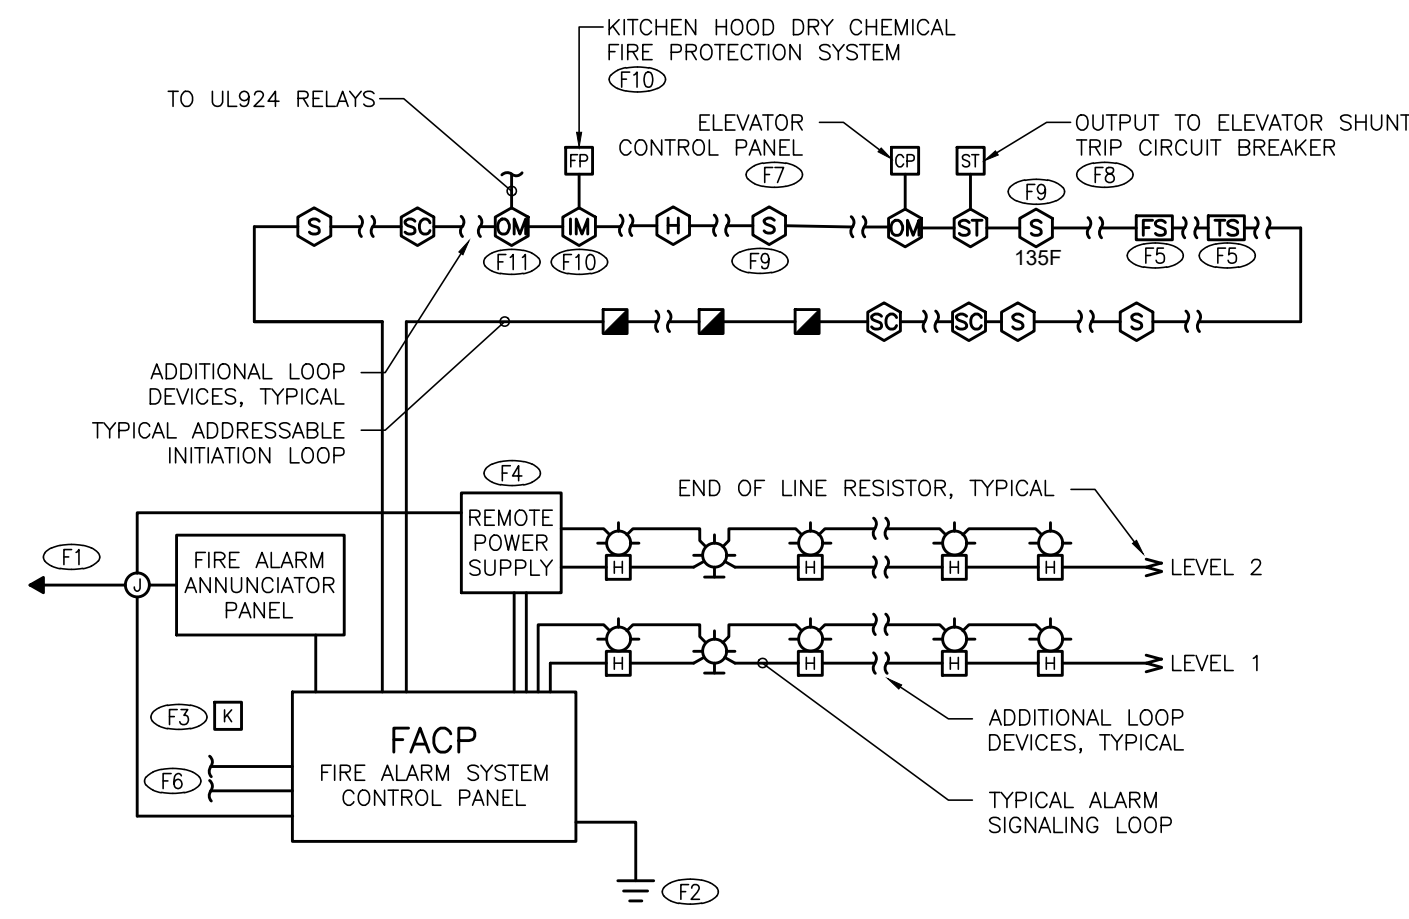 KITCHEN HOOD DRY CHEMICAL
FIRE PROTECTION SYSTEM
F10
TO UL924 RELAYS
ELEVATOR
CONTROL PANEL
F7
OUTPUT TO ELEVATOR SHUNT
TRIP CIRCUIT BREAKER
F8
FP
CP
ST
F9
S
SC
OM
IM
H
S
OM
ST
S
FS
TS
F11
F10
F9
135F
F5
F5
SC
SC
S
S
ADDITIONAL LOOP
DEVICES, TYPICAL
TYPICAL ADDRESSABLE
INITIATION LOOP
F4
REMOTE
POWER
SUPPLY
END OF LINE RESISTOR, TYPICAL
H
H
H
H
LEVEL 2
F1
J
FIRE ALARM
ANNUNCIATOR
PANEL
H
H
H
H
LEVEL 1
F3
K
F6
FACP
FIRE ALARM SYSTEM
CONTROL PANEL
ADDITIONAL LOOP
DEVICES, TYPICAL
TYPICAL ALARM
SIGNALING LOOP
F2